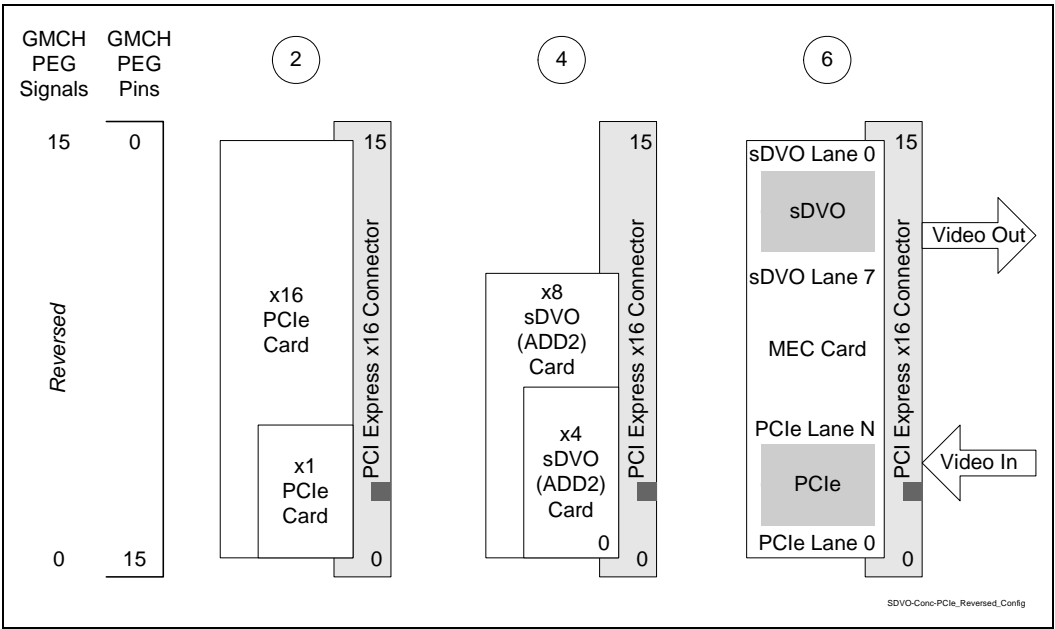 GMCH
PEG
Signals
GMCH
PEG
Pins
2
4
6
15
0
Reversed
0
15
x16
PCIe
Card
x1
PCIe
Card
15
PCI Express x16 Connector
0
x8
sDVO
(ADD2)
Card
x4
sDVO
(ADD2)
Card
0
15
PCI Express x16 Connector
0
sDVO Lane 0
sDVO
sDVO Lane 7
MEC Card
PCIe Lane N
PCIe
PCIe Lane 0
15
PCI Express x16 Connector
0
Video Out
Video In
SDVO-Conc-PCIe_Reversed_Config